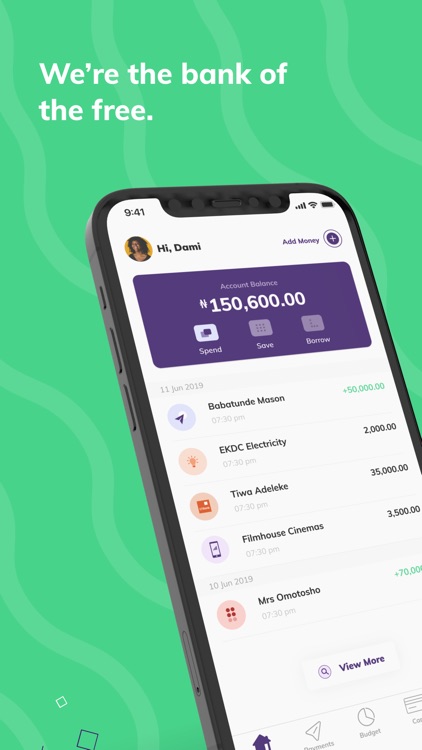 We're the bank of
the free.
9:41
Hi, Dami
Add Money
Account Balance
₦150,600.00
Spend
Save
Borrow
11 Jun 2019
Babatunde Mason
+50,000.00
07:30 pm
EKDC Electricity
2,000.00
07:30 pm
Tiwa Adeleke
35,000.00
07:30 pm
Filmhouse Cinemas
3,500.00
07:30 pm
10 Jun 2019
Mrs Omotosho
+70,000
07:30 pm
View More
Payments
Budget